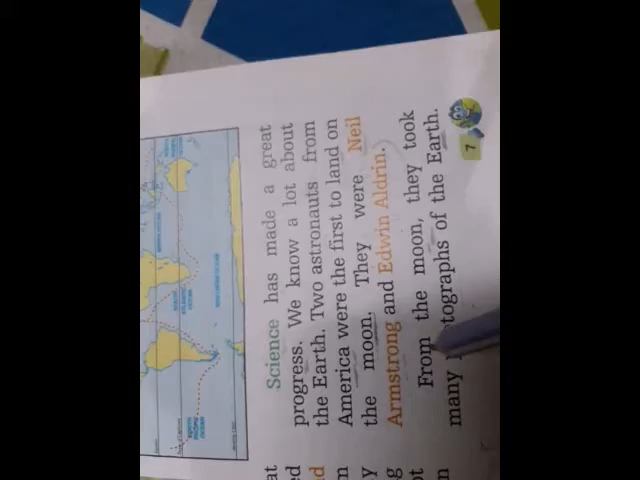 Science has made a great
progress. We know a lot about
the Earth. Two astronauts from
America were the first to land on
the moon. They were Neil
Armstrong and Edwin Aldrin.
From the moon, they took
many tographs of the Earth.
7